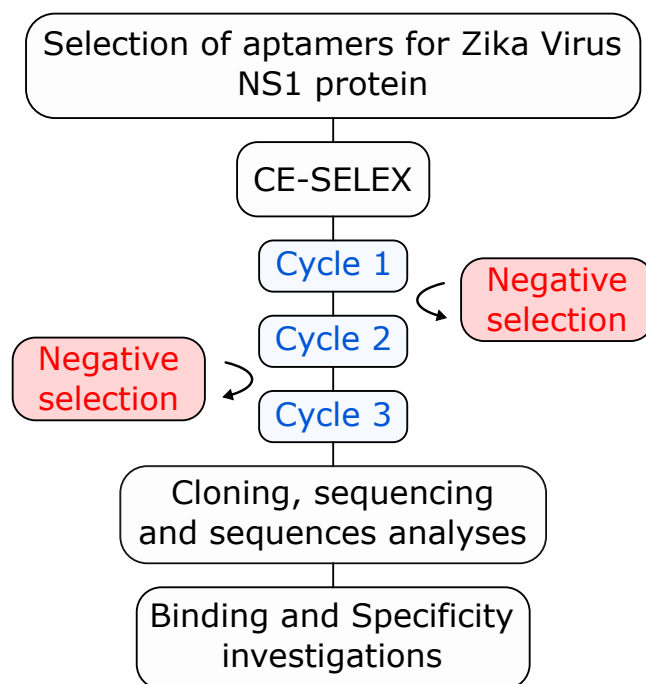 Selection of aptamers for Zika Virus
NS1 protein
CE-SELEX
Cycle 1
Negative
selection
Cycle 2
Negative
selection
Cycle 3
Cloning, sequencing
and sequences analyses
Binding and Specificity
investigations